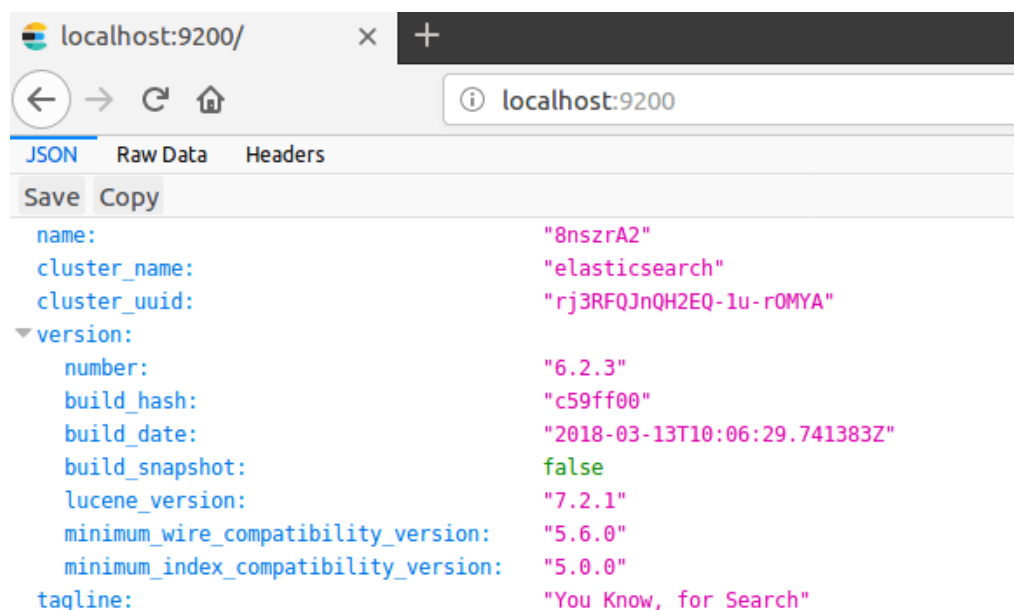 localhost:9200/
localhost:9200
JSON Raw Data Headers
Save Copy
name: "8nszrA2"
cluster_name: "elasticsearch"
cluster_uuid: "rj3RFQJnQH2EQ-1u-rOMYA"
version:
number: "6.2.3"
build_hash: "c59ff00"
build_date: "2018-03-13T10:06:29.741383Z"
build_snapshot: false
lucene_version: "7.2.1"
minimum_wire_compatibility_version: "5.6.0"
minimum_index_compatibility_version: "5.0.0"
tagline: "You Know, for Search"